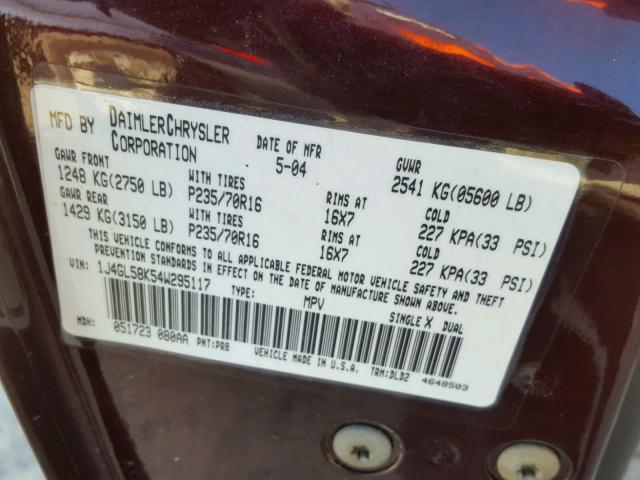 MFD BY DAIMLERCHRYSLER CORPORATION DATE OF MFR 5-04 GVWR 2541 KG(05600 LB)
GAWR FRONT WITH TIRES RIMS AT COLD
1248 KG(2750 LB) P235/70R16 16X7 227 KPA(33 PSI)
GAWR REAR WITH TIRES RIMS AT COLD
1429 KG(3150 LB) P235/70R16 16X7 227 KPA(33 PSI)
THIS VEHICLE CONFORMS TO ALL APPLICABLE FEDERAL MOTOR VEHICLE SAFETY AND THEFT
PREVENTION STANDARDS IN EFFECT ON THE DATE OF MANUFACTURE SHOWN ABOVE.
VIN: 1J4GL58K54W295117 TYPE: MPV SINGLE X DUAL
MDH: 051723 080AA PNT:PRB VEHICLE MADE IN U.S.A. TRM:DLD2 4648503